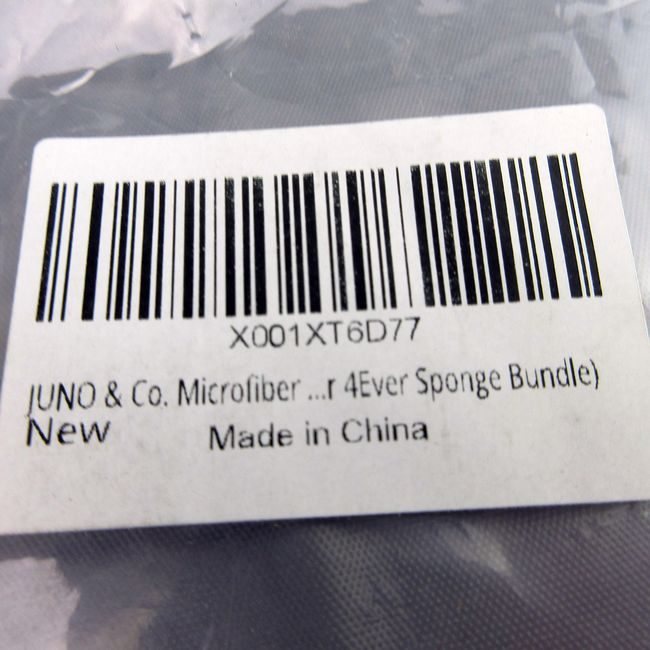 X001XT6D77
JUNO & Co. Microfiber ...r 4Ever Sponge Bundle)
New Made in China